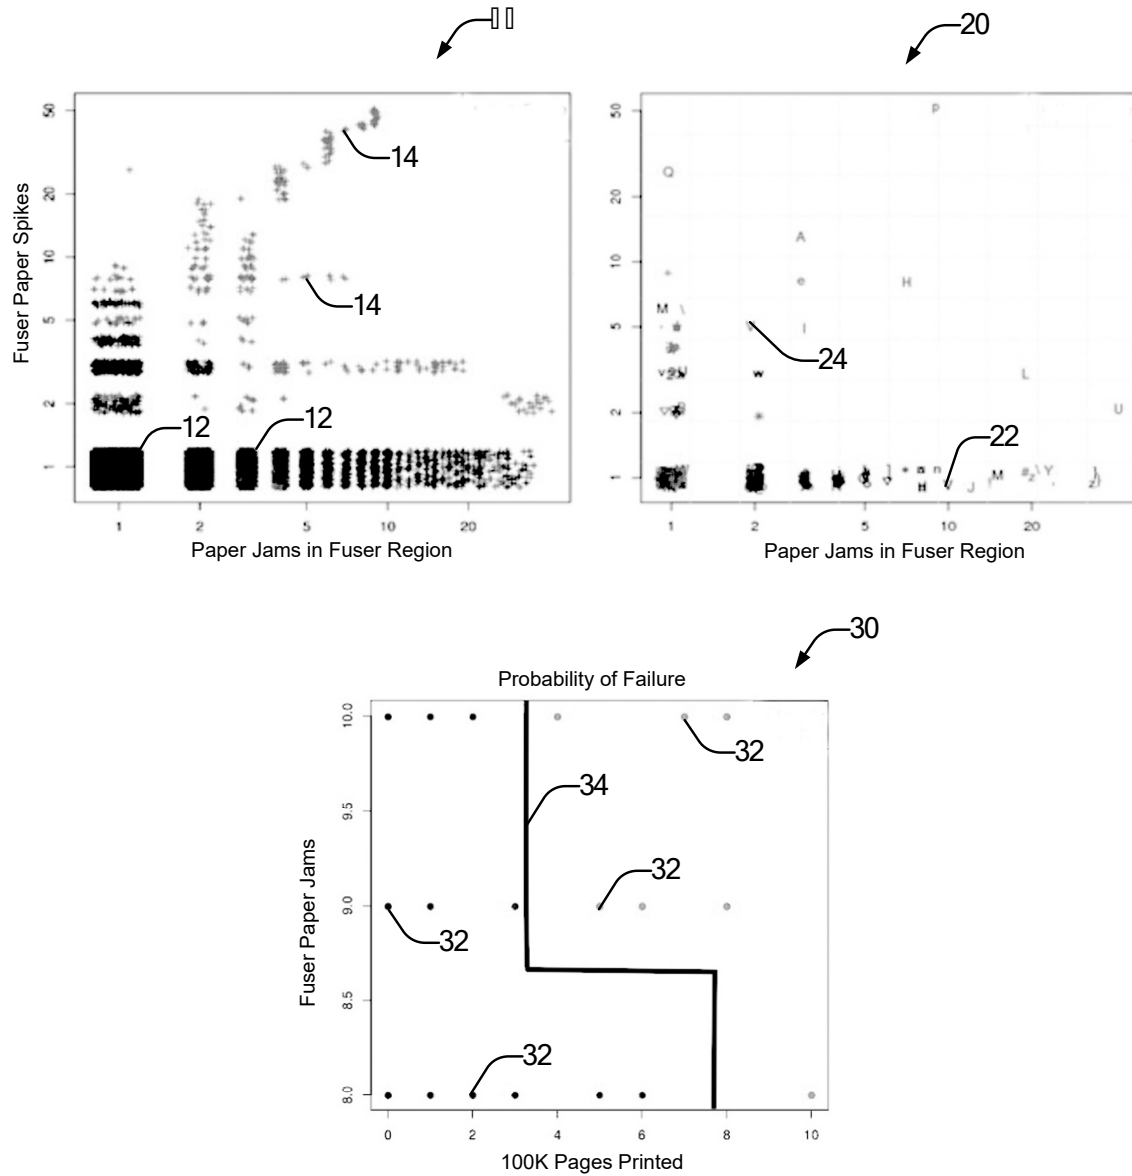 20
50
20
10
5
2
1
Fuser Paper Spikes
14
14
12
12
1 2 5 10 20
Paper Jams in Fuser Region
50
20
10
5
2
1
P
Q
A
e
H
M
24
L
U
22
1 2 5 10 20
Paper Jams in Fuser Region
30
Probability of Failure
10.0
9.5
9.0
8.5
8.0
Fuser Paper Jams
32
34
32
32
32
0 2 4 6 8 10
100K Pages Printed